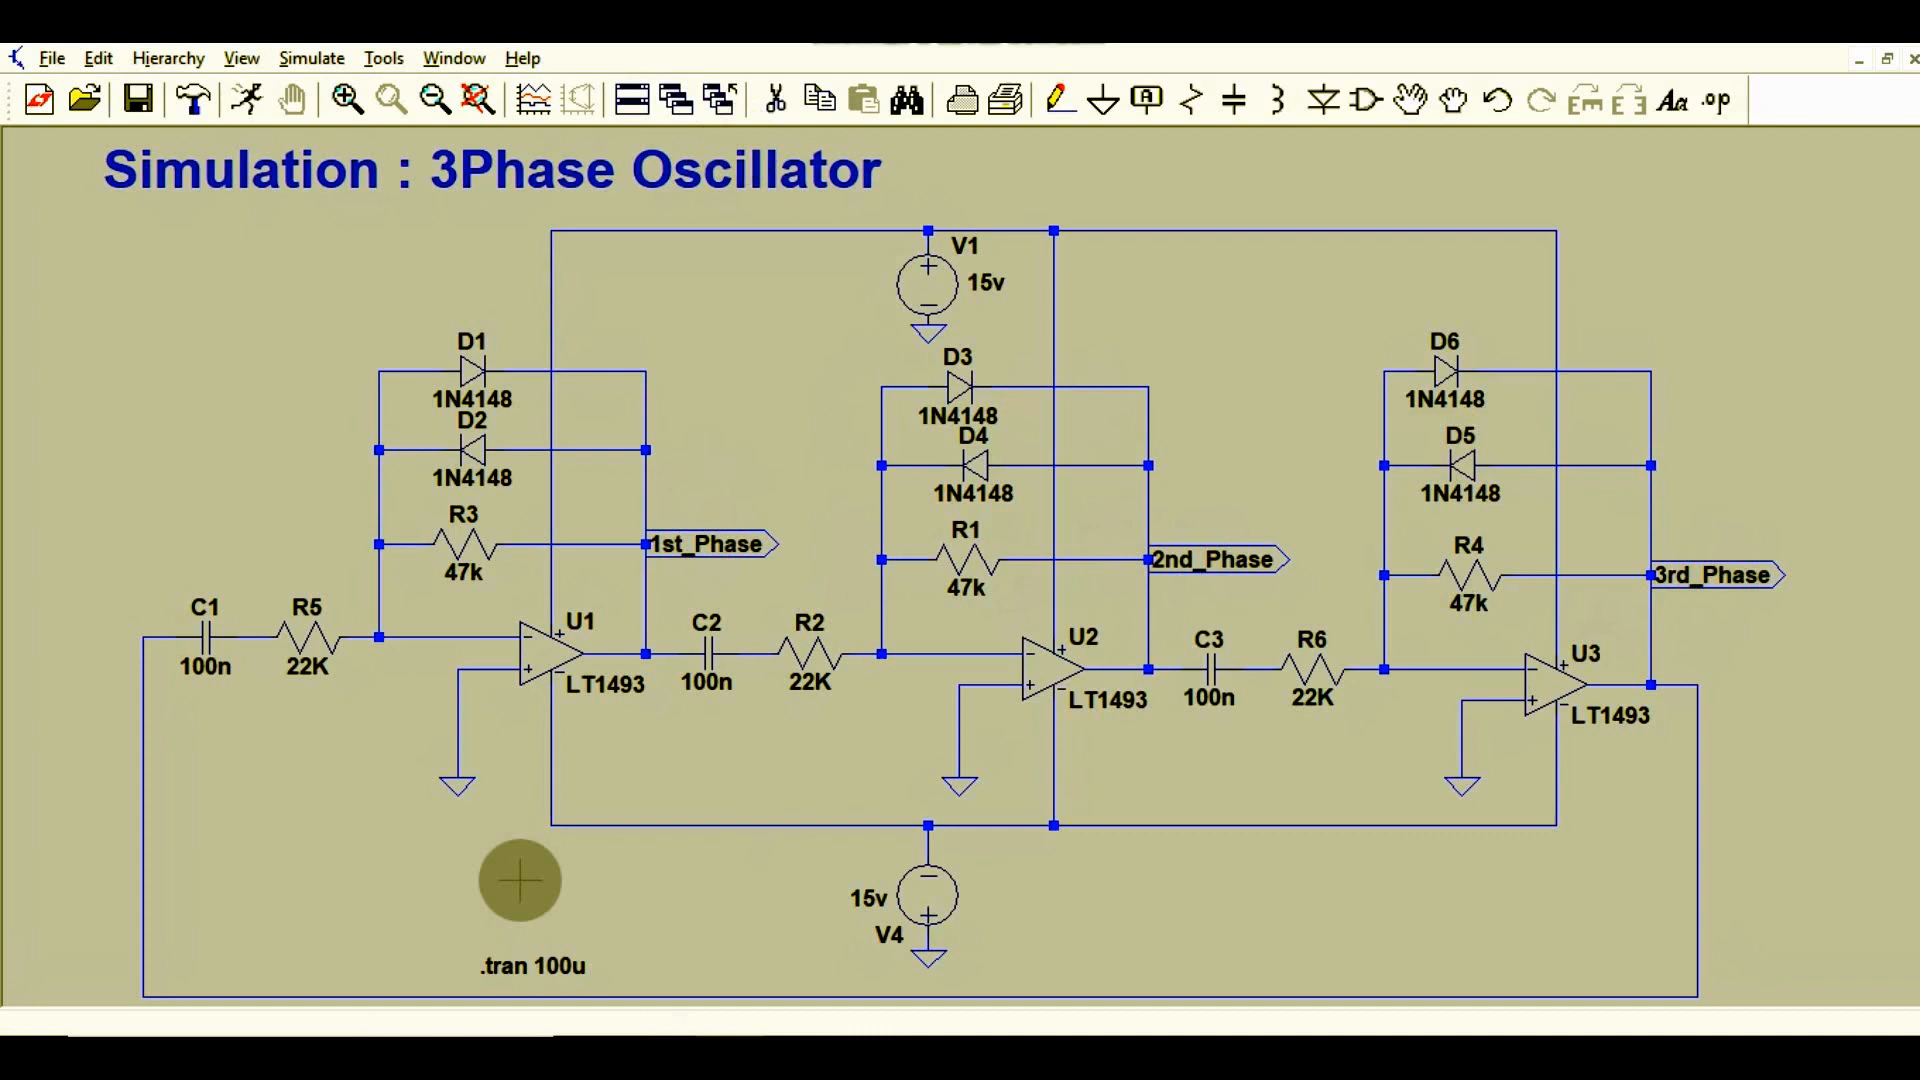 File Edit Hierarchy View Simulate Tools Window Help
A Aa .op
Simulation : 3Phase Oscillator
V1
15v
D1
1N4148
D2
1N4148
R3
47k
1st_Phase
C1
100n
R5
22K
U1
LT1493
D3
1N4148
D4
1N4148
R1
47k
2nd_Phase
C2
100n
R2
22K
U2
LT1493
D6
1N4148
D5
1N4148
R4
47k
3rd_Phase
C3
100n
R6
22K
U3
LT1493
15v
V4
.tran 100u